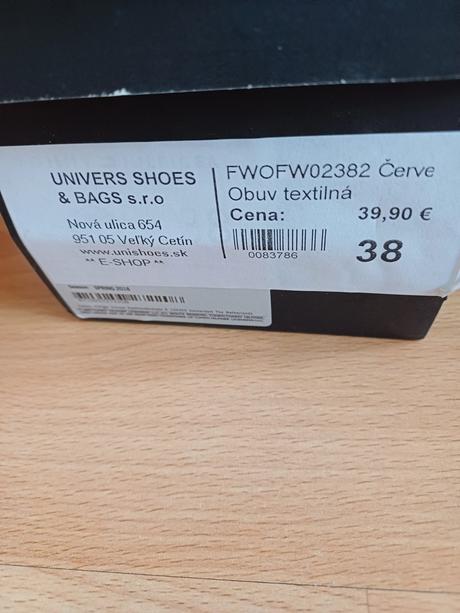 UNIVERS SHOES
& BAGS s.r.o
Nová ulica 654
951 05 Veľký Cetín
www.unishoes.sk
** E-SHOP **
FWOFW02382 Červe
Obuv textilná
Cena: 39,90 €
0083786
38
SPRING 2018